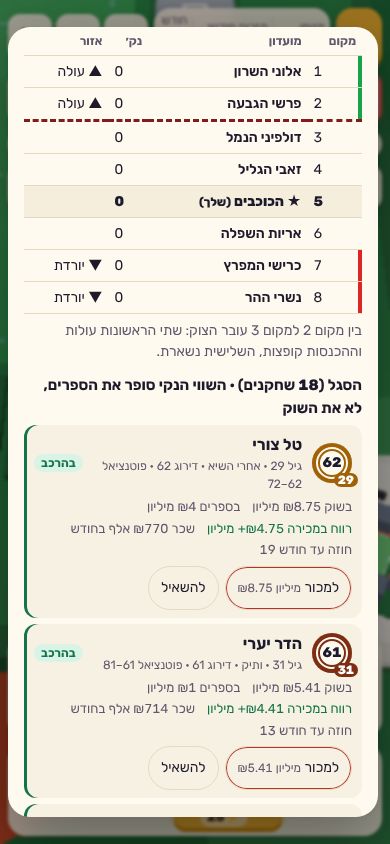 מקום מועדון נק׳ אזור
1 אלוני השרון 0 ▲ עולה
2 פרשי הגבעה 0 ▲ עולה
3 דולפיני הנמל 0
4 זאבי הגליל 0
5 ★ הכוכבים (שלך) 0
6 אריות השפלה 0
7 כרישי המפרץ 0 ▼ יורדת
8 נשרי ההר 0 ▼ יורדת
בין מקום 2 למקום 3 עובר הצוק: שתי הראשונות עולות
וההכנסות קופצות, השלישית נשארת.
הסגל (18 שחקנים) • השווי הנקי סופר את הספרים,
לא את השוק
טל צורי
62
29
בהרכב
גיל 29 • אחרי השיא • דירוג 62 • פוטנציאל
62–72
בשוק ₪8.75 מיליון בספרים ₪4 מיליון
רווח במכירה ₪4.75+ מיליון שכר ₪770 אלף בחודש
חוזה עד חודש 19
למכור ₪8.75 מיליון להשאיל
הדר יערי
61
31
בהרכב
גיל 31 • ותיק • דירוג 61 • פוטנציאל 61–81
בשוק ₪5.41 מיליון בספרים ₪1 מיליון
רווח במכירה ₪4.41+ מיליון שכר ₪714 אלף בחודש
חוזה עד חודש 13
למכור ₪5.41 מיליון להשאיל